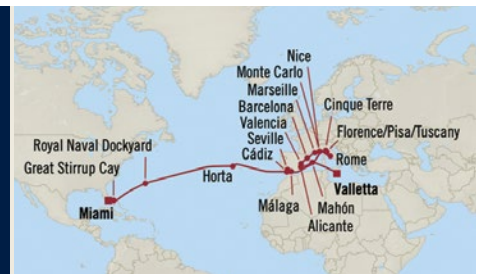 Nice
Monte Carlo
Marseille
Barcelona
Valencia
Seville
Cádiz
Cinque Terre
Florence/Pisa/Tuscany
Rome
Valletta
Royal Naval Dockyard
Great Stirrup Cay
Miami
Horta
Málaga
Mahón
Alicante